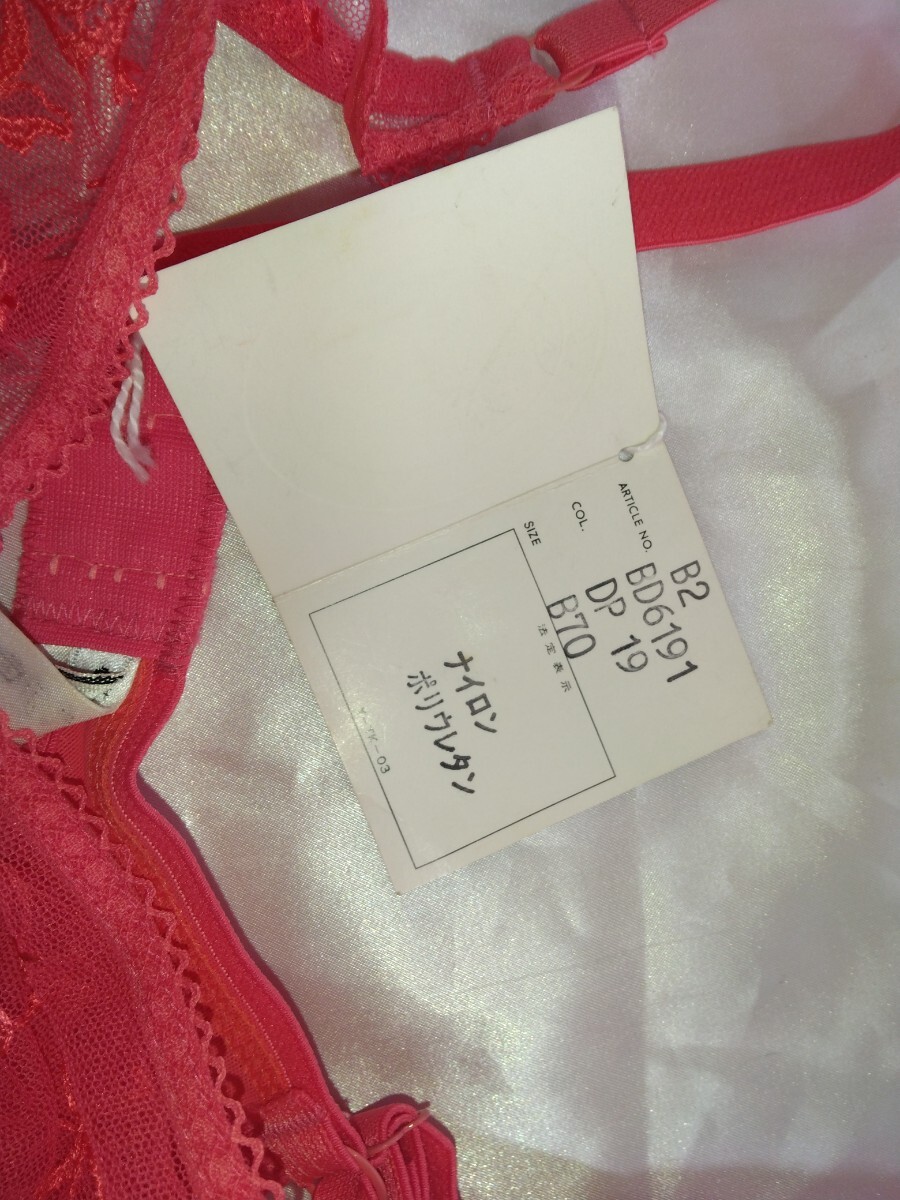 B2
ARTICLE NO. BD6191
COL. DP 19
SIZE B70
法定表示
ナイロン
ポリウレタン